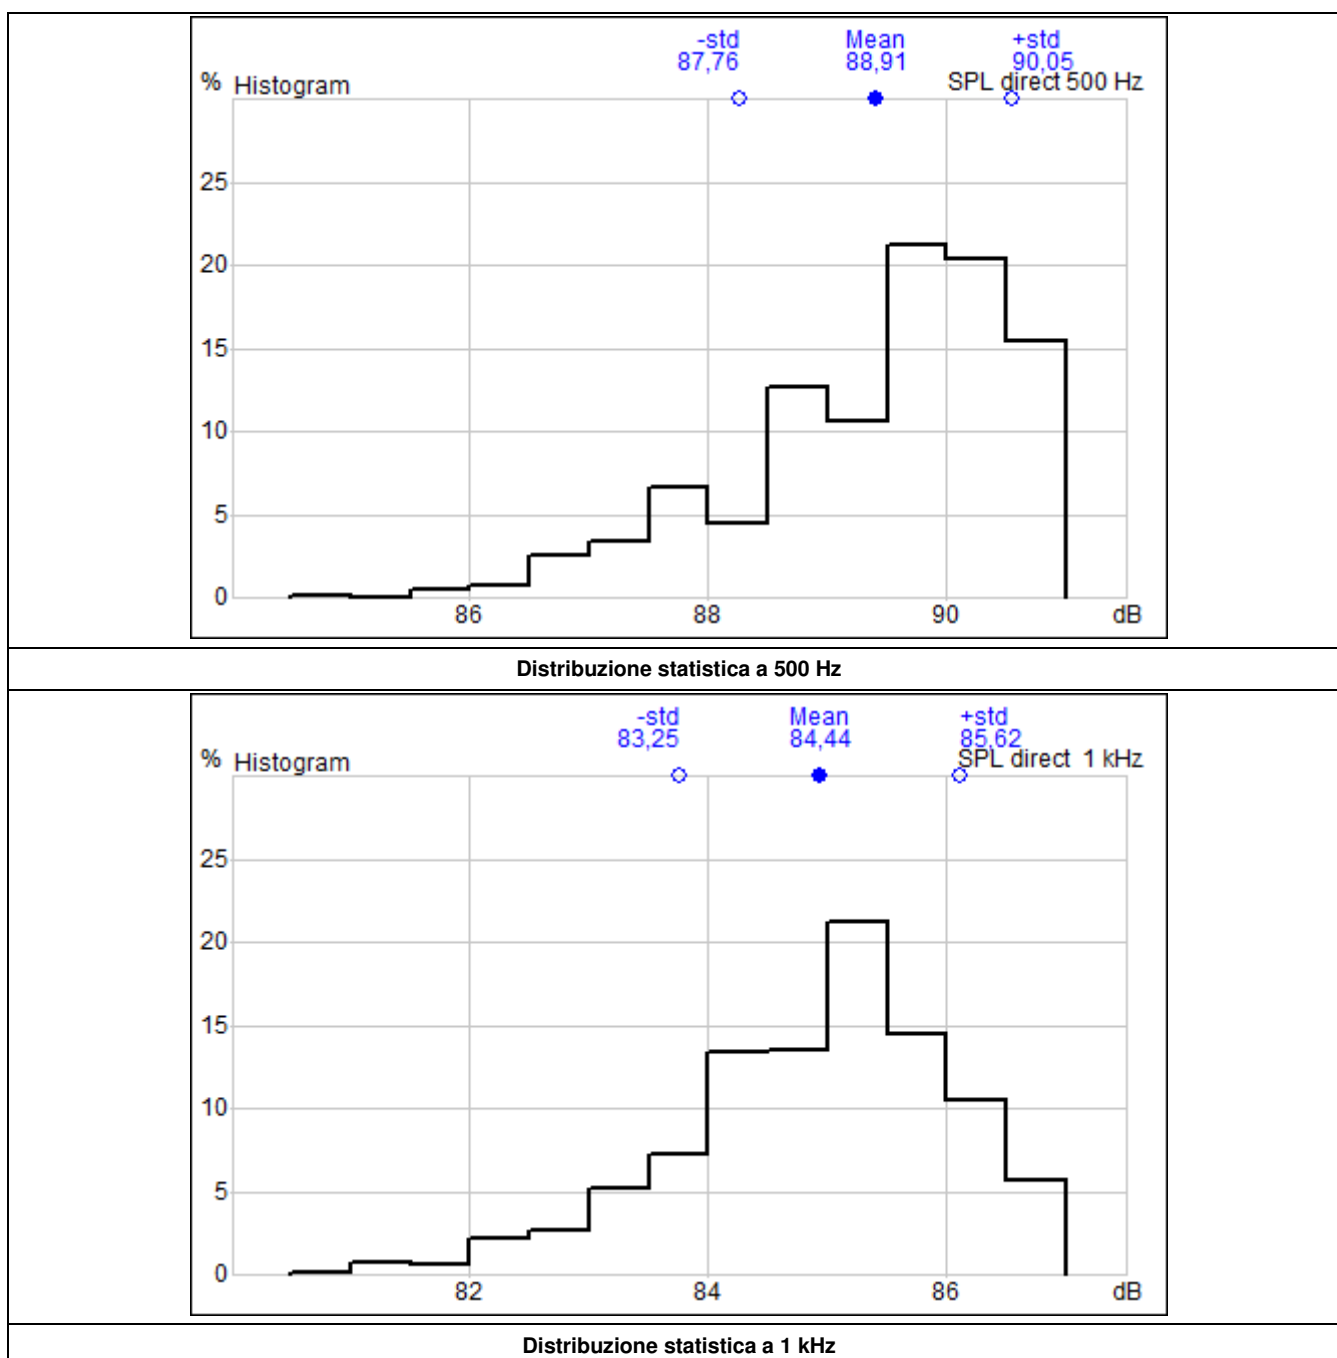 -std Mean +std
87,76 88,91 90,05
% Histogram SPL direct 500 Hz
25
20
15
10
5
0
86 88 90 dB
Distribuzione statistica a 500 Hz
-std Mean +std
83,25 84,44 85,62
% Histogram SPL direct 1 kHz
25
20
15
10
5
0
82 84 86 dB
Distribuzione statistica a 1 kHz